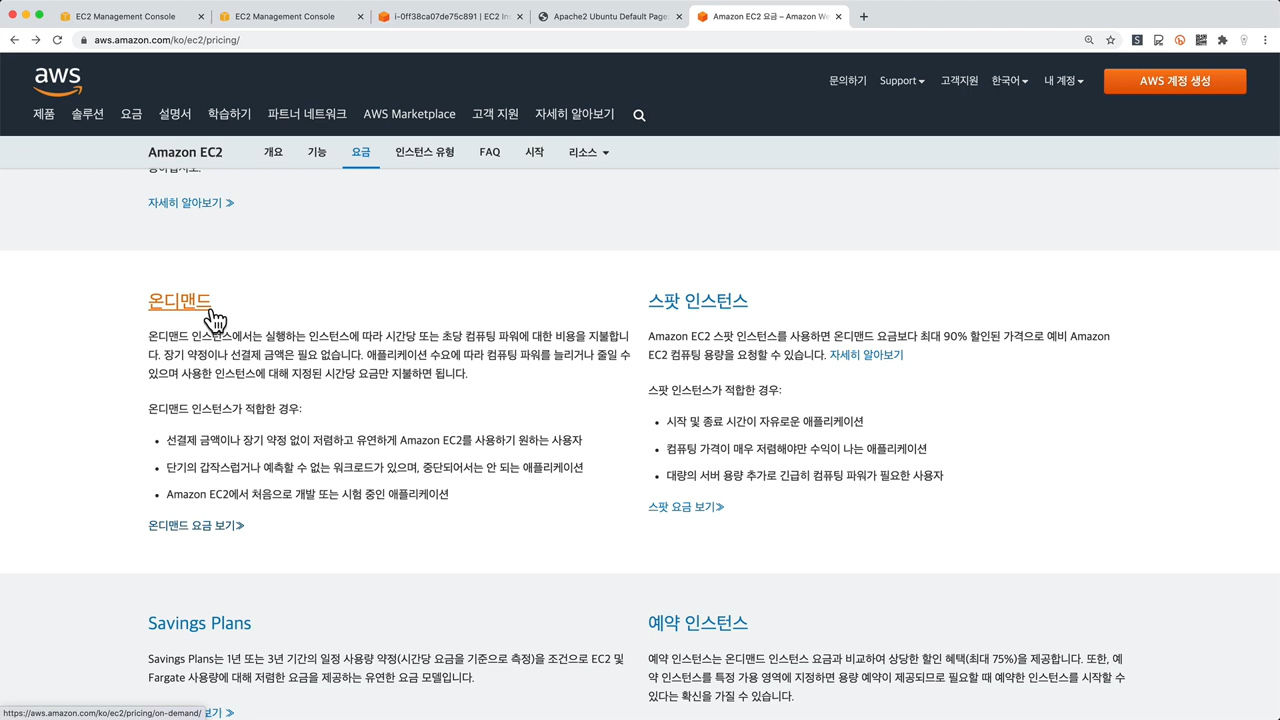 EC2 Management Console
EC2 Management Console
i-0ff38ca07de75c891 | EC2 In
Apache2 Ubuntu Default Page:
Amazon EC2 요금 – Amazon We
aws.amazon.com/ko/ec2/pricing/
aws
문의하기 Support 고객지원 한국어 내 계정 AWS 계정 생성
제품 솔루션 요금 설명서 학습하기 파트너 네트워크 AWS Marketplace 고객 지원 자세히 알아보기
Amazon EC2 개요 기능 요금 인스턴스 유형 FAQ 시작 리소스
자세히 알아보기 ≫
온디맨드
온디맨드 인스턴스에서는 실행하는 인스턴스에 따라 시간당 또는 초당 컴퓨팅 파워에 대한 비용을 지불합니
다. 장기 약정이나 선결제 금액은 필요 없습니다. 애플리케이션 수요에 따라 컴퓨팅 파워를 늘리거나 줄일 수
있으며 사용한 인스턴스에 대해 지정된 시간당 요금만 지불하면 됩니다.
온디맨드 인스턴스가 적합한 경우:
• 선결제 금액이나 장기 약정 없이 저렴하고 유연하게 Amazon EC2를 사용하기 원하는 사용자
• 단기의 갑작스럽거나 예측할 수 없는 워크로드가 있으며, 중단되어서는 안 되는 애플리케이션
• Amazon EC2에서 처음으로 개발 또는 시험 중인 애플리케이션
온디맨드 요금 보기≫
스팟 인스턴스
Amazon EC2 스팟 인스턴스를 사용하면 온디맨드 요금보다 최대 90% 할인된 가격으로 예비 Amazon
EC2 컴퓨팅 용량을 요청할 수 있습니다. 자세히 알아보기
스팟 인스턴스가 적합한 경우:
• 시작 및 종료 시간이 자유로운 애플리케이션
• 컴퓨팅 가격이 매우 저렴해야만 수익이 나는 애플리케이션
• 대량의 서버 용량 추가로 긴급히 컴퓨팅 파워가 필요한 사용자
스팟 요금 보기≫
Savings Plans
Savings Plans는 1년 또는 3년 기간의 일정 사용량 약정(시간당 요금을 기준으로 측정)을 조건으로 EC2 및
Fargate 사용량에 대해 저렴한 요금을 제공하는 유연한 요금 모델입니다.
보기 ≫
예약 인스턴스
예약 인스턴스는 온디맨드 인스턴스 요금과 비교하여 상당한 할인 혜택(최대 75%)을 제공합니다. 또한, 예
약 인스턴스를 특정 가용 영역에 지정하면 용량 예약이 제공되므로 필요할 때 예약한 인스턴스를 시작할 수
있다는 확신을 가질 수 있습니다.
https://aws.amazon.com/ko/ec2/pricing/on-demand/